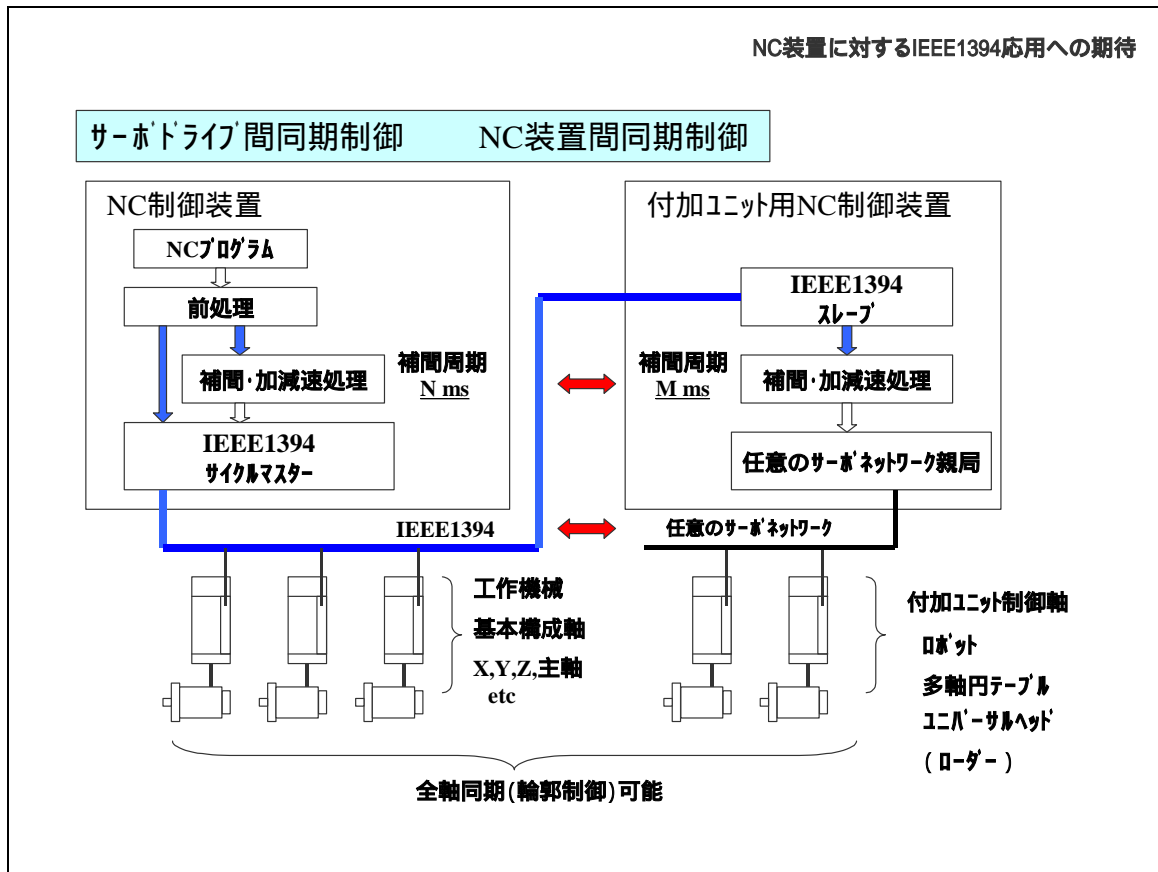 NC装置に対するIEEE1394応用への期待
ｻｰﾎﾞﾄﾞﾗｲﾌﾞ間同期制御　　NC装置間同期制御
NC制御装置
NCﾌﾟﾛｸﾞﾗﾑ
前処理
補間･加減速処理
補間周期
N ms
IEEE1394
ｻｲｸﾙﾏｽﾀｰ
付加ﾕﾆｯﾄ用NC制御装置
IEEE1394
ｽﾚｰﾌﾞ
補間周期
M ms
補間･加減速処理
任意のｻｰﾎﾞﾈｯﾄﾜｰｸ親局
IEEE1394
任意のｻｰﾎﾞﾈｯﾄﾜｰｸ
工作機械
基本構成軸
X,Y,Z,主軸
etc
付加ﾕﾆｯﾄ制御軸
ﾛﾎﾞｯﾄ
多軸円ﾃｰﾌﾞﾙ
ﾕﾆﾊﾞｰｻﾙﾍｯﾄﾞ
(ﾛｰﾀﾞｰ)
全軸同期(輪郭制御)可能